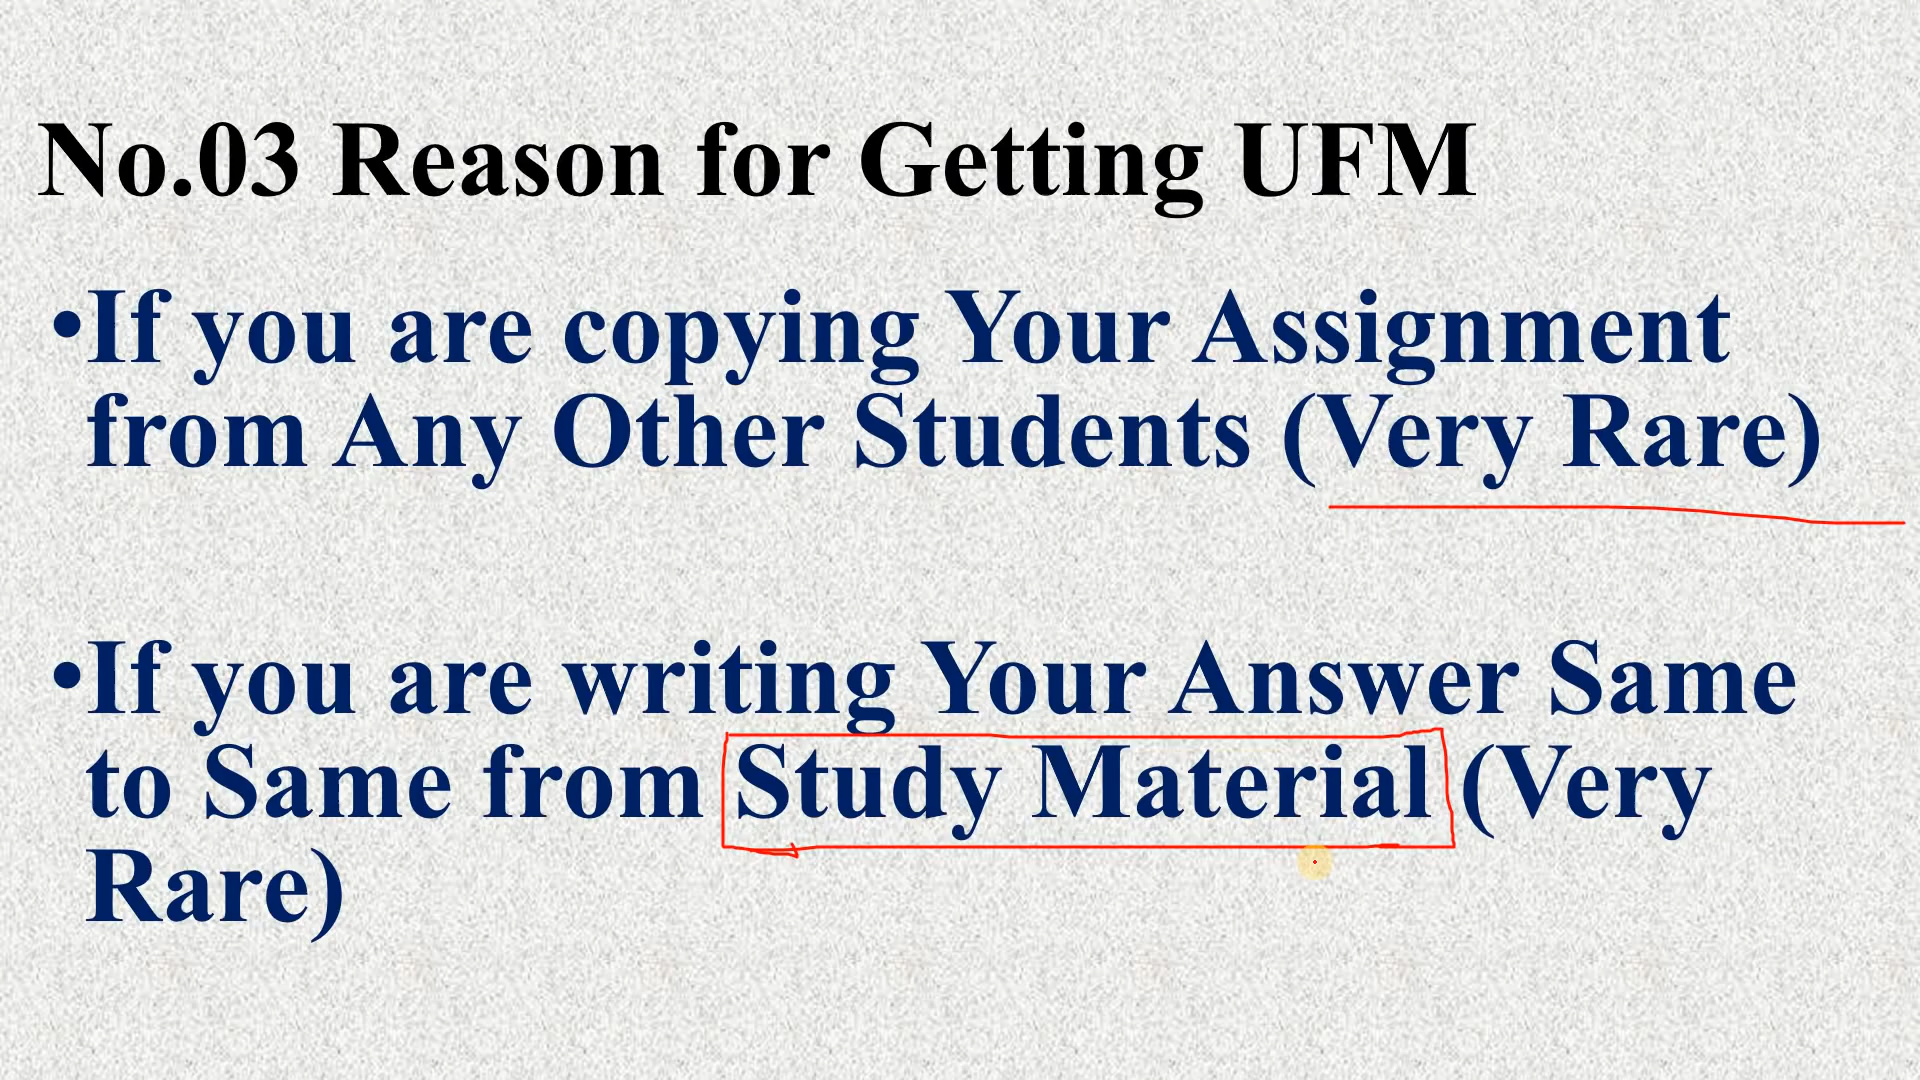 No.03 Reason for Getting UFM
•If you are copying Your Assignment
from Any Other Students (Very Rare)
•If you are writing Your Answer Same
to Same from Study Material (Very
Rare)